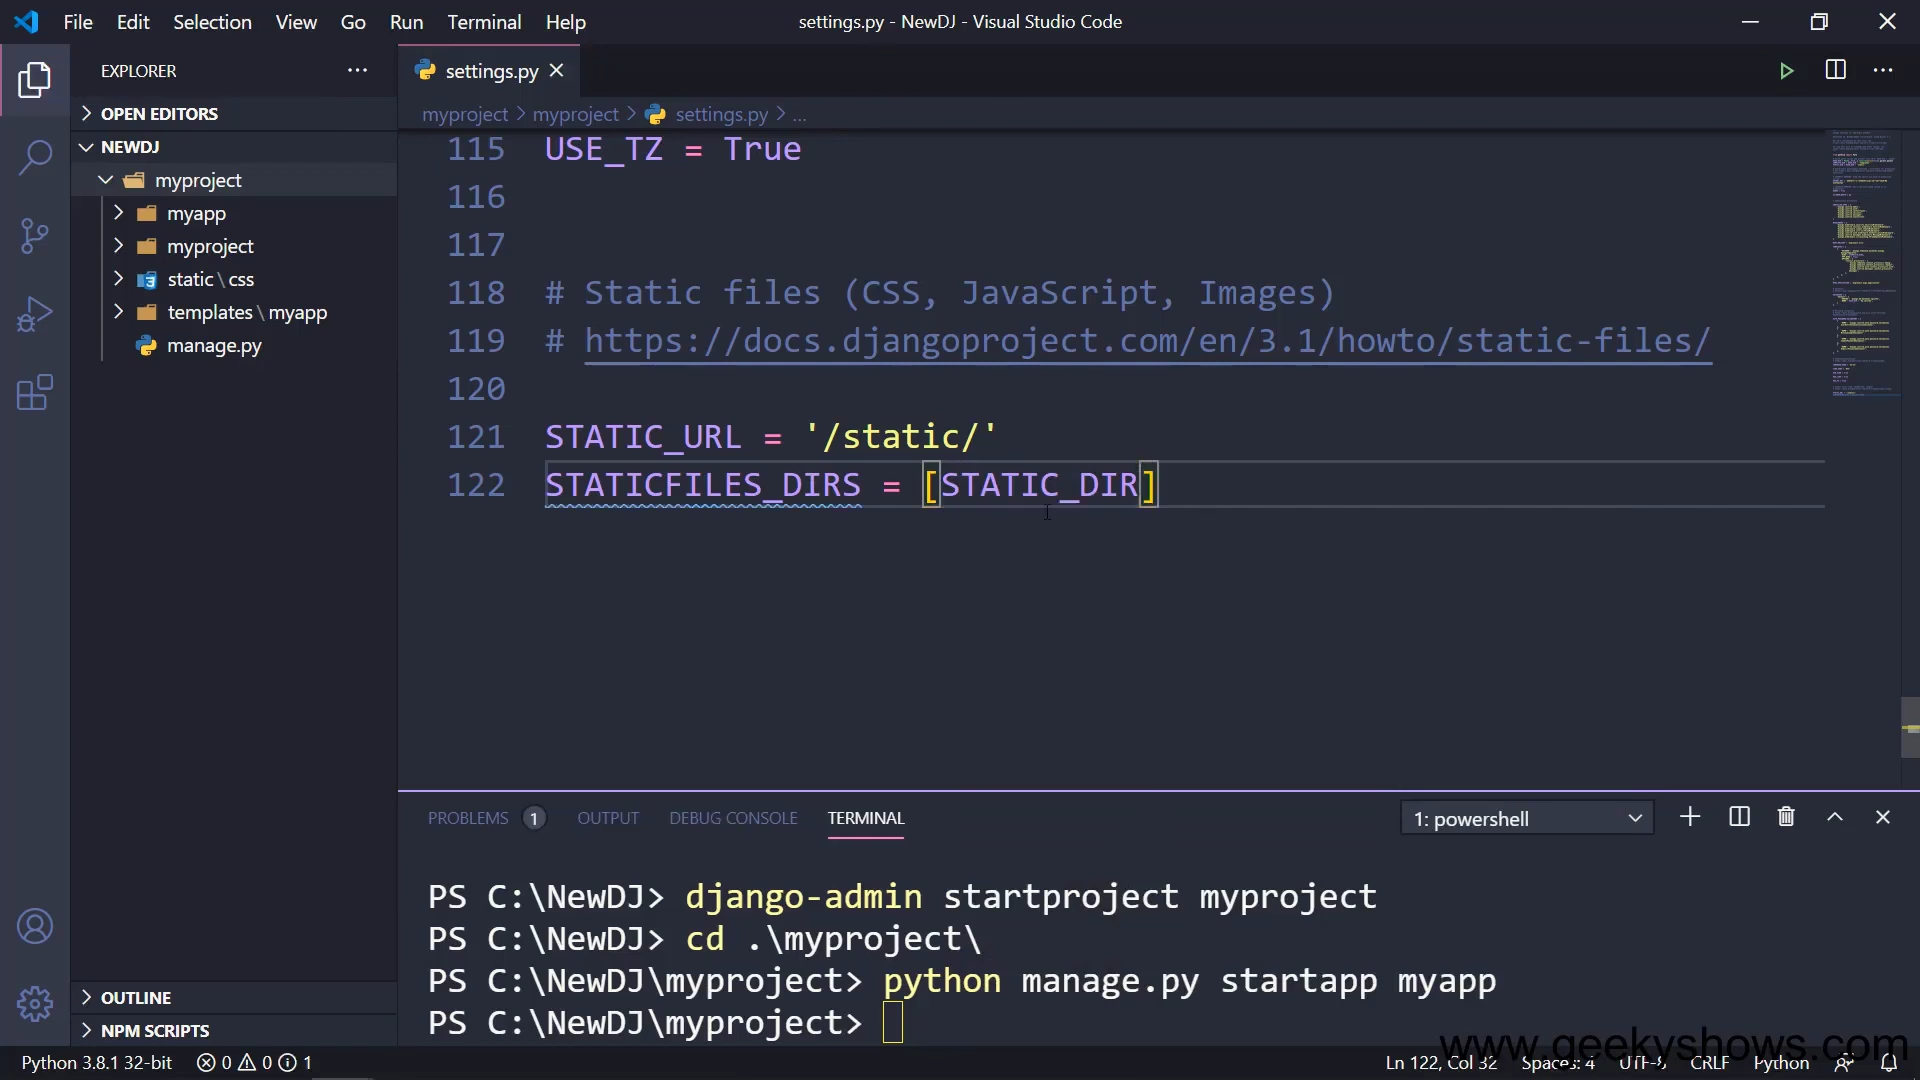 File Edit Selection View Go Run Terminal Help
settings.py - NewDJ - Visual Studio Code
EXPLORER
OPEN EDITORS
NEWDJ
myproject
myapp
myproject
static\css
templates\myapp
manage.py
OUTLINE
NPM SCRIPTS
settings.py
myproject > myproject > settings.py > ...
115 USE_TZ = True
116
117
118 # Static files (CSS, JavaScript, Images)
119 # https://docs.djangoproject.com/en/3.1/howto/static-files/
120
121 STATIC_URL = '/static/'
122 STATICFILES_DIRS = [STATIC_DIR]
PROBLEMS 1 OUTPUT DEBUG CONSOLE TERMINAL
1: powershell
PS C:\NewDJ> django-admin startproject myproject
PS C:\NewDJ> cd .\myproject\
PS C:\NewDJ\myproject> python manage.py startapp myapp
PS C:\NewDJ\myproject>
www.geekyshows.com
Python 3.8.1 32-bit 0 0 1
Ln 122, Col 32 Spaces: 4 UTF-8 CRLF Python